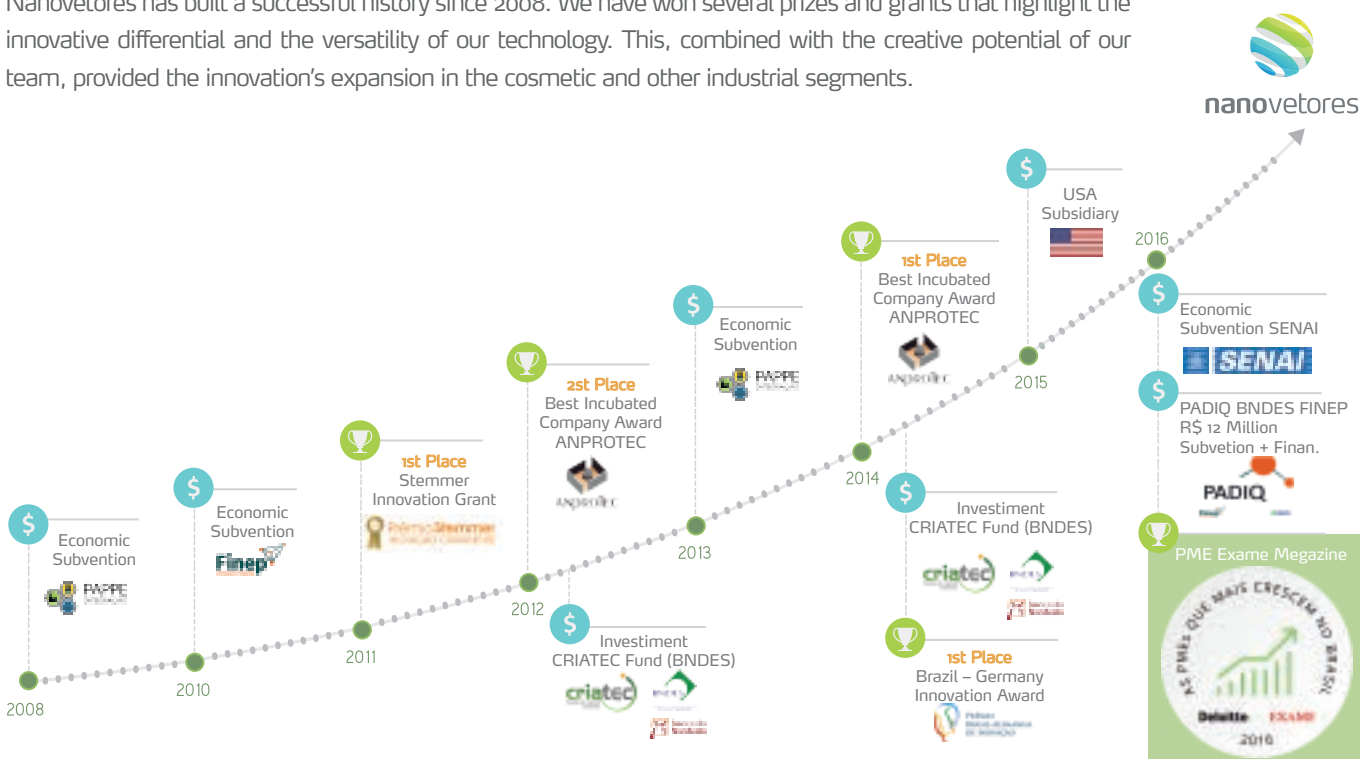 Nanovetores has built a successful history since 2008. We have won several prizes and grants that highlight the
innovative differential and the versatility of our technology. This, combined with the creative potential of our
team, provided the innovation's expansion in the cosmetic and other industrial segments.
nanovetores
USA
Subsidiary
2016
1st Place
Best Incubated
Company Award
ANPROTEC
ANPROTEC
Economic
Subvention SENAI
SENAI
Economic
Subvention
PAPPE
2015
2st Place
Best Incubated
Company Award
ANPROTEC
ANPROTEC
PADIQ BNDES FINEP
R$ 12 Million
Subvetion + Finan.
PADIQ
1st Place
Stemmer
Innovation Grant
PrêmioStemmer
2014
Economic
Subvention
Finep
Investiment
CRIATEC Fund (BNDES)
criatec
BNDES
Economic
Subvention
PAPPE
2013
PME Exame Megazine
AS PMEs QUE MAIS CRESCEM NO BRASIL
Deloitte EXAME
2016
2012
Investiment
CRIATEC Fund (BNDES)
criatec
BNDES
2011
1st Place
Brazil – Germany
Innovation Award
2010
2008